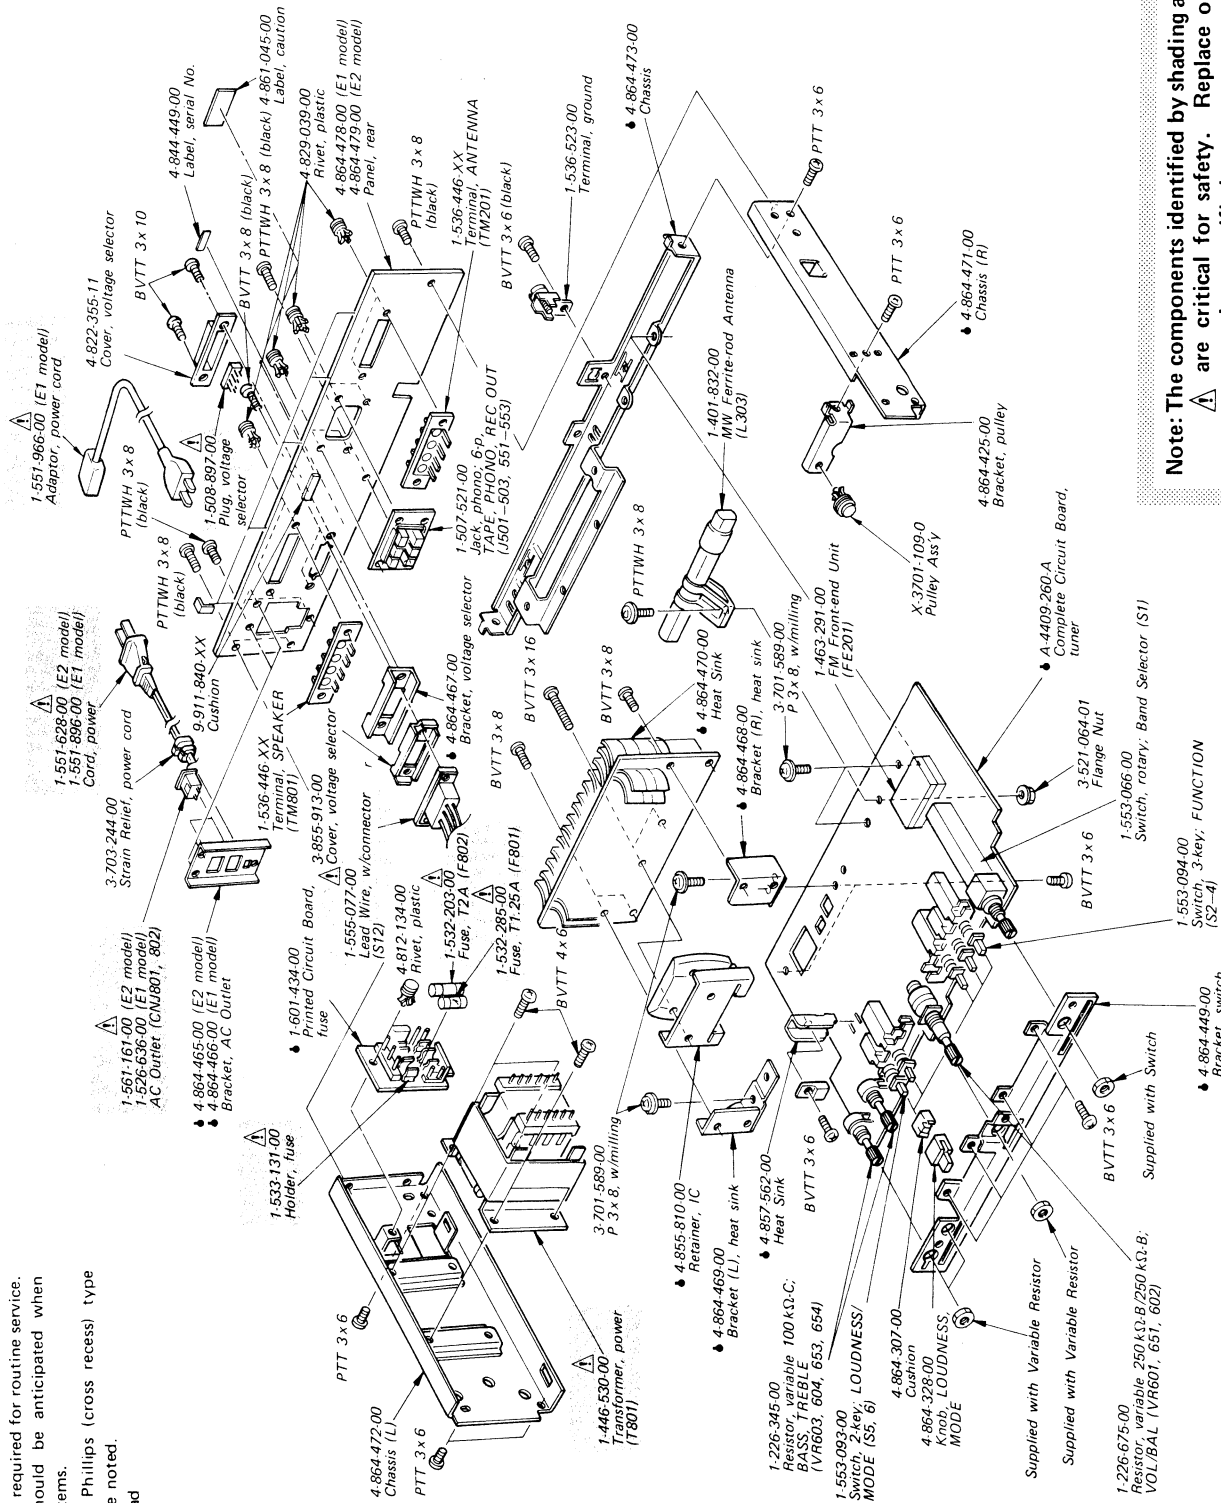 required for routine service.
ould be anticipated when
tems.
Phillips (cross recess) type
e noted.
ad
1-561-161-00 (E2 model)
1-526-636-00 (E1 model)
AC Outlet (CNJ801, 802)
3-703-244-00
Strain Relief, power cord
1-551-628-00 (E2 model)
1-551-896-00 (E1 model)
Cord, power
1-551-966-00 (E1 model)
Adaptor, power cord
4-822-355-11
Cover, voltage selector
BVTT 3 x 10
4-844-449-00
Label, serial No.
BVTT 3 x 8 (black)
PTTWH 3 x 8 (black)
4-861-045-00
Label, caution
4-829-039-00
Rivet, plastic
4-864-478-00 (E1 model)
4-864-479-00 (E2 model)
Panel, rear
PTTWH 3 x 8
(black)
1-536-446-XX
Terminal, ANTENNA
(TM201)
PTTWH 3 x 8
(black)
PTTWH 3 x 8
(black)
1-508-897-00
Plug, voltage
selector
9-911-840-XX
Cushion
4-864-465-00 (E2 model)
4-864-466-00 (E1 model)
Bracket, AC Outlet
1-536-446-XX
Terminal, SPEAKER
(TM801)
3-855-913-00
Cover, voltage selector
4-864-467-00
Bracket, voltage selector
1-507-521-00
Jack, phono; 6-p,
TAPE, PHONO, REC OUT
(J501–503, 551–553)
BVTT 3 x 6 (black)
1-536-523-00
Terminal, ground
4-864-473-00
Chassis
1-533-131-00
Holder, fuse
1-601-434-00
Printed Circuit Board,
fuse
1-555-077-00
Lead Wire, w/connector
(S12)
4-812-134-00
Rivet, plastic
1-532-203-00
Fuse, T2A (F802)
1-532-285-00
Fuse, T1.25A (F801)
BVTT 4 x 6
BVTT 3 x 8
BVTT 3 x 16
BVTT 3 x 8
4-864-470-00
Heat Sink
PTTWH 3 x 8
1-401-832-00
MW Ferrite-rod Antenna
(L303)
PTT 3 x 6
PTT 3 x 6
4-864-471-00
Chassis (R)
4-864-425-00
Bracket, pulley
X-3701-109-0
Pulley Ass'y
4-864-468-00
Bracket (R), heat sink
3-701-589-00
P 3 x 8, w/milling
1-463-291-00
FM Front-end Unit
(FE201)
A-4409-260-A
Complete Circuit Board,
tuner
3-521-064-01
Flange Nut
1-553-066-00
Switch, rotary; Band Selector (S1)
BVTT 3 x 6
1-553-094-00
Switch, 3-key; FUNCTION
(S2–4)
PTT 3 x 6
4-864-472-00
Chassis (L)
PTT 3 x 6
1-446-530-00
Transformer, power
(T801)
3-701-589-00
P 3 x 8, w/milling
4-855-810-00
Retainer, IC
4-864-469-00
Bracket (L), heat sink
4-857-562-00
Heat Sink
BVTT 3 x 6
1-226-345-00
Resistor, variable 100 kΩ-C;
BASS, TREBLE
(VR603, 604, 653, 654)
1-553-093-00
Switch, 2-key; LOUDNESS/
MODE (S5, 6)
4-864-307-00
Cushion
4-864-328-00
Knob, LOUDNESS,
MODE
Supplied with Variable Resistor
Supplied with Variable Resistor
1-226-675-00
Resistor, variable 250 kΩ-B/250 kΩ-B,
VOL/BAL (VR601, 651, 602)
BVTT 3 x 6
Supplied with Switch
4-864-449-00
Note: The components identified by shading a
⚠ are critical for safety. Replace o